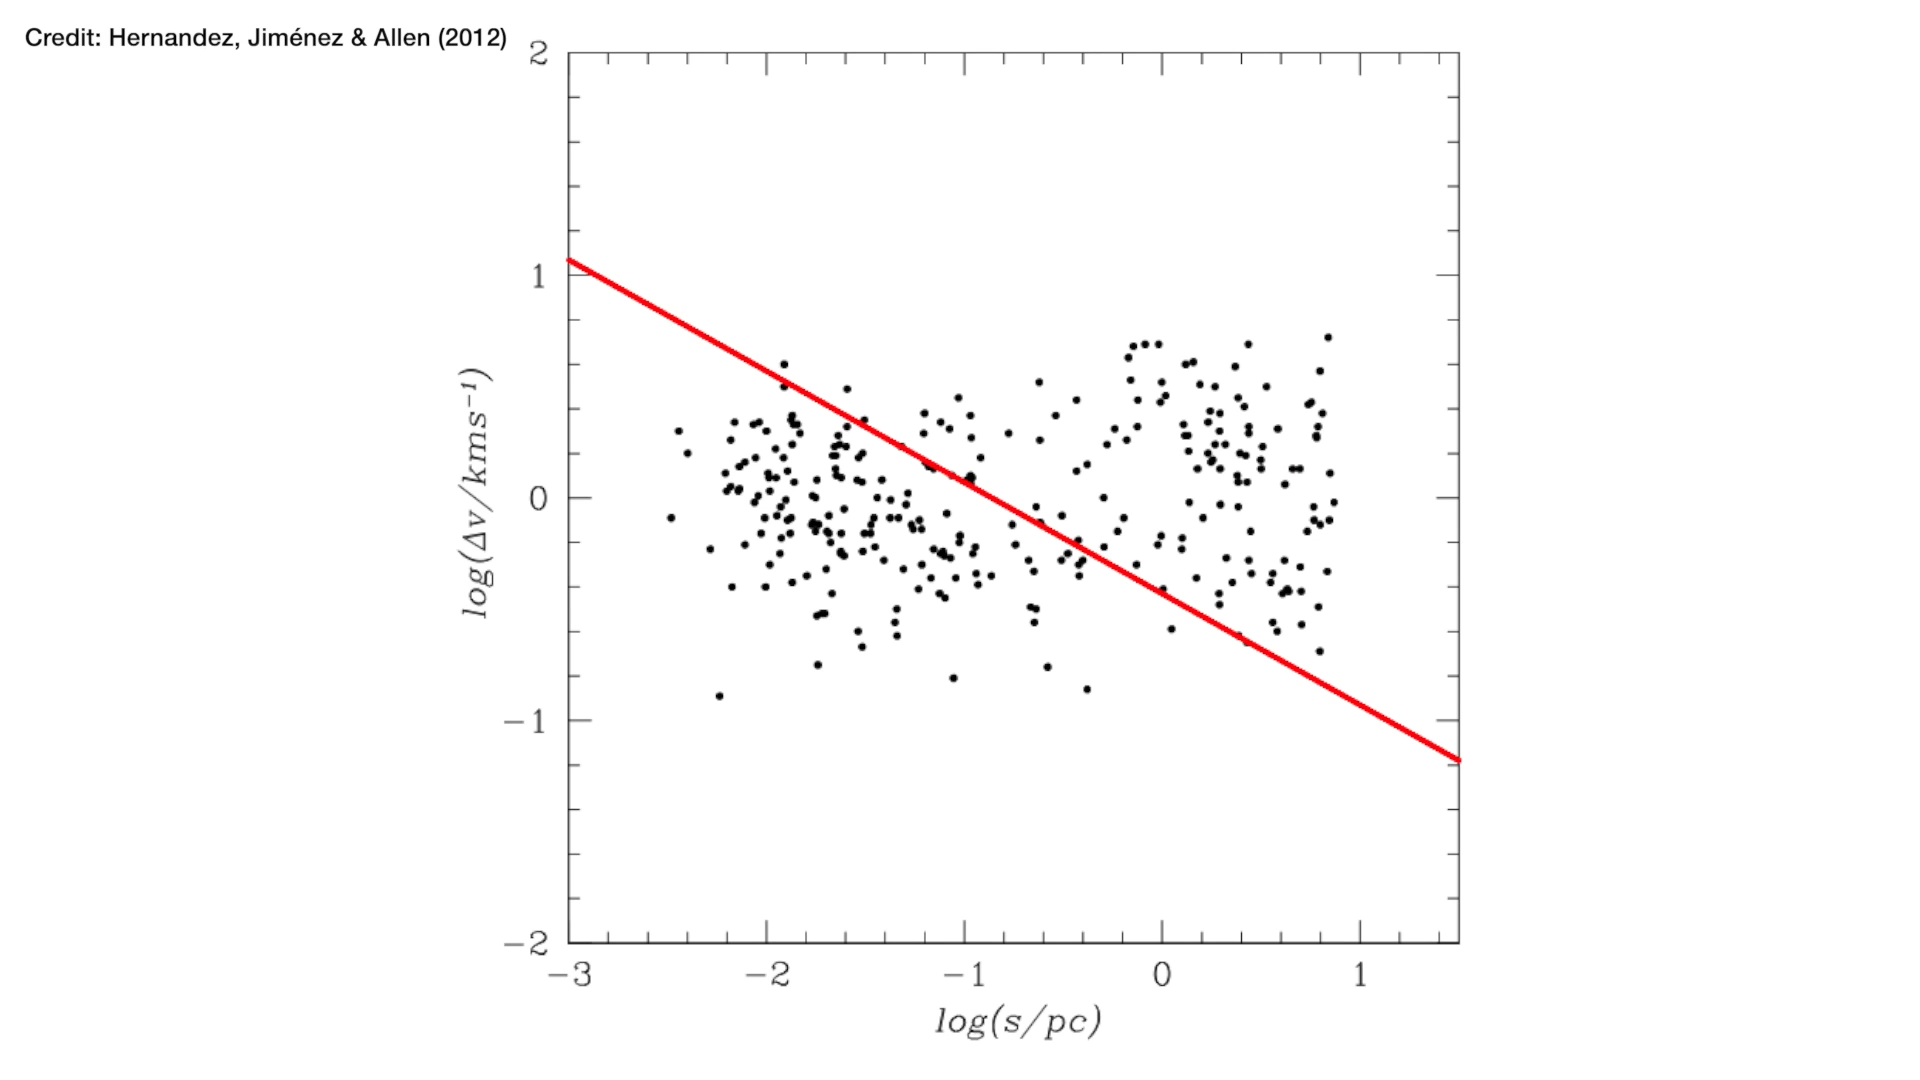 Credit: Hernandez, Jiménez & Allen (2012)
2
1
0
−1
−2
log(Δv/kms⁻¹)
−3 −2 −1 0 1
log(s/pc)